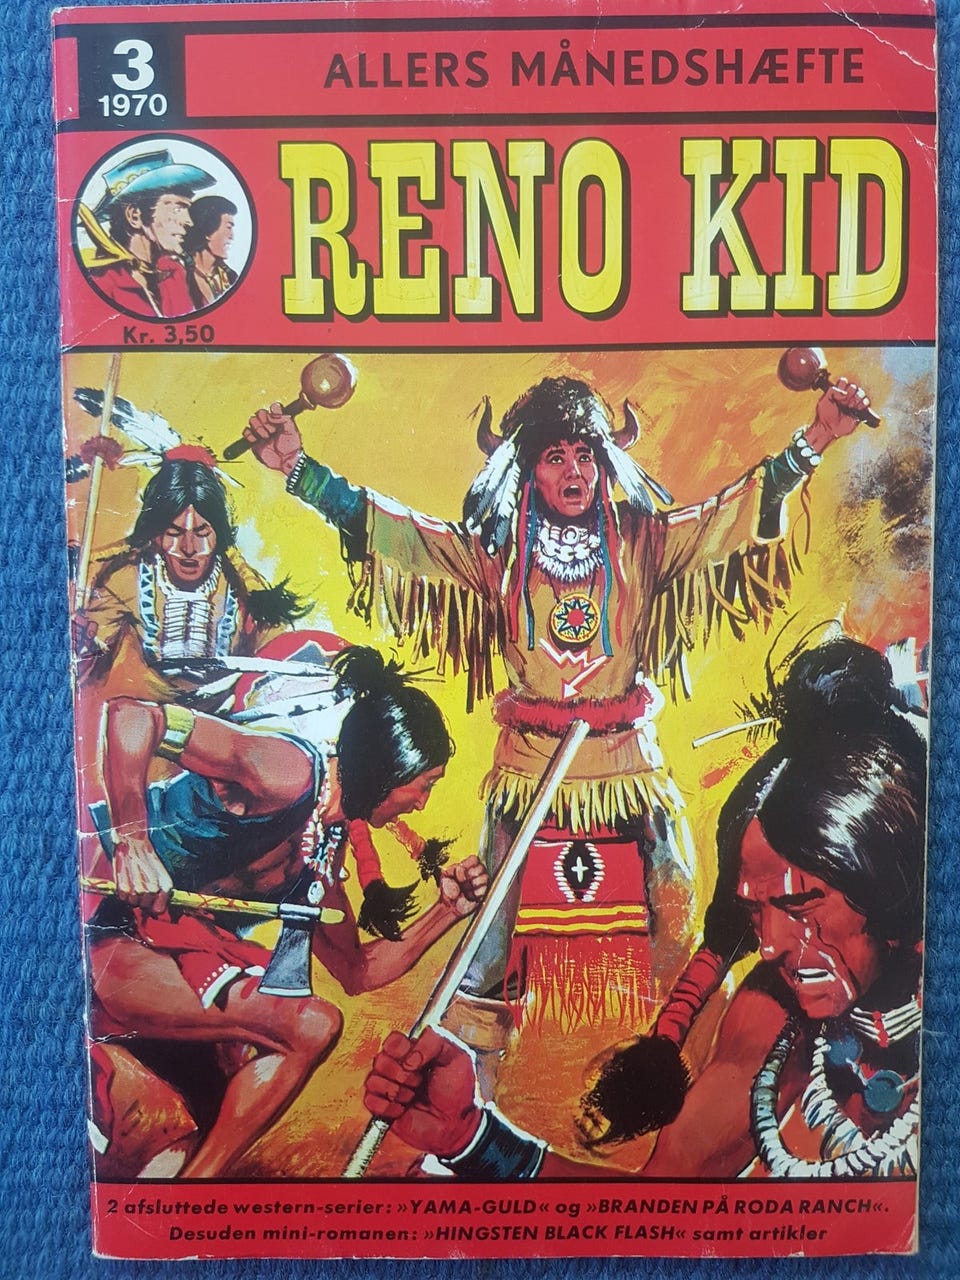 3
1970
ALLERS MÅNEDSHÆFTE
RENO KID
Kr. 3,50
2 afsluttede western-serier: »YAMA-GULD« og »BRANDEN PÅ RODA RANCH«.
Desuden mini-romanen: »HINGSTEN BLACK FLASH« samt artikler